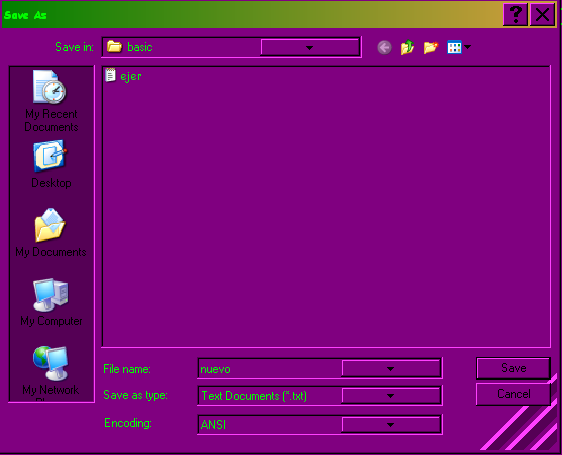 Save As
Save in: basic
ejer
My Recent
Documents
Desktop
My Documents
My Computer
My Network
File name: nuevo
Save
Save as type: Text Documents (*.txt)
Cancel
Encoding: ANSI